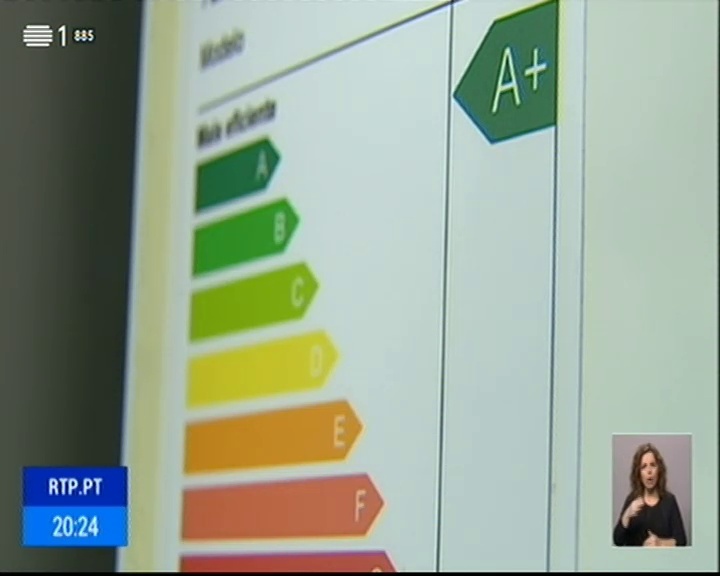 1 885
Modelo
A+
Mais eficiente
A
B
C
D
E
F
RTP.PT
20:24